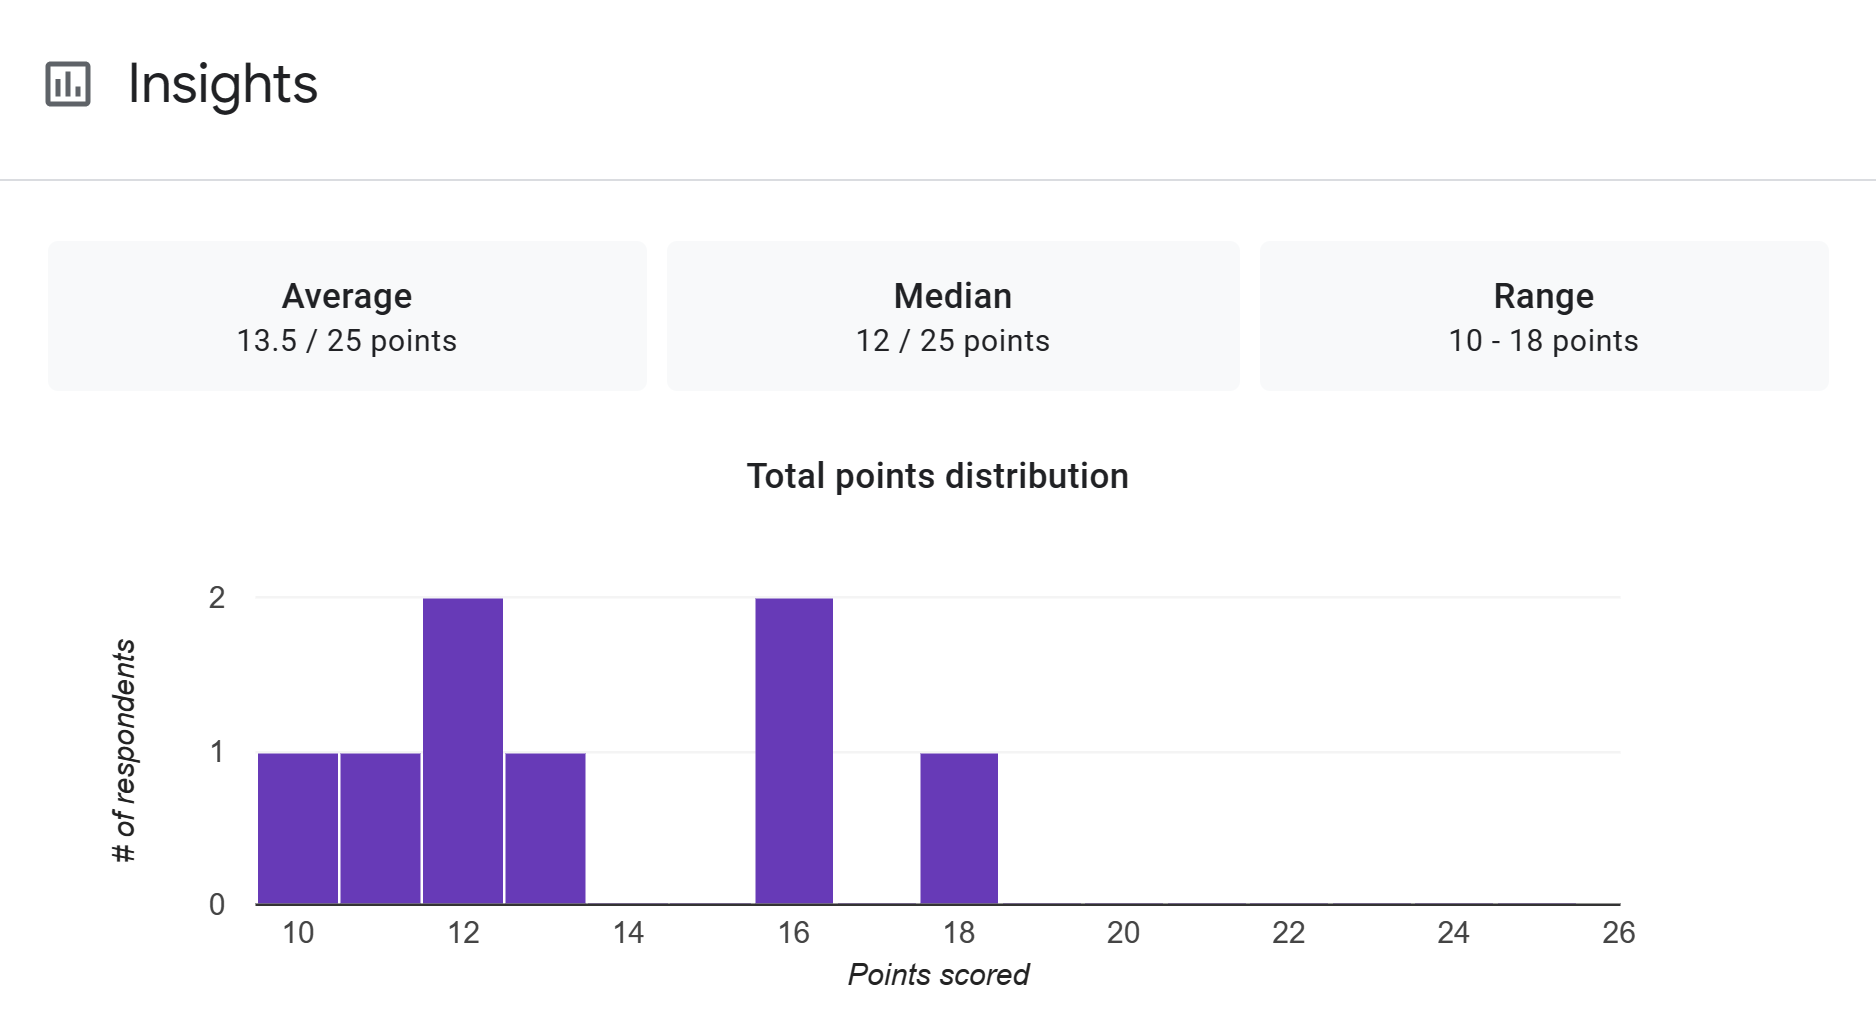 Insights
Average
13.5 / 25 points
Median
12 / 25 points
Range
10 - 18 points
Total points distribution
# of respondents
2
1
0
10 12 14 16 18 20 22 24 26
Points scored